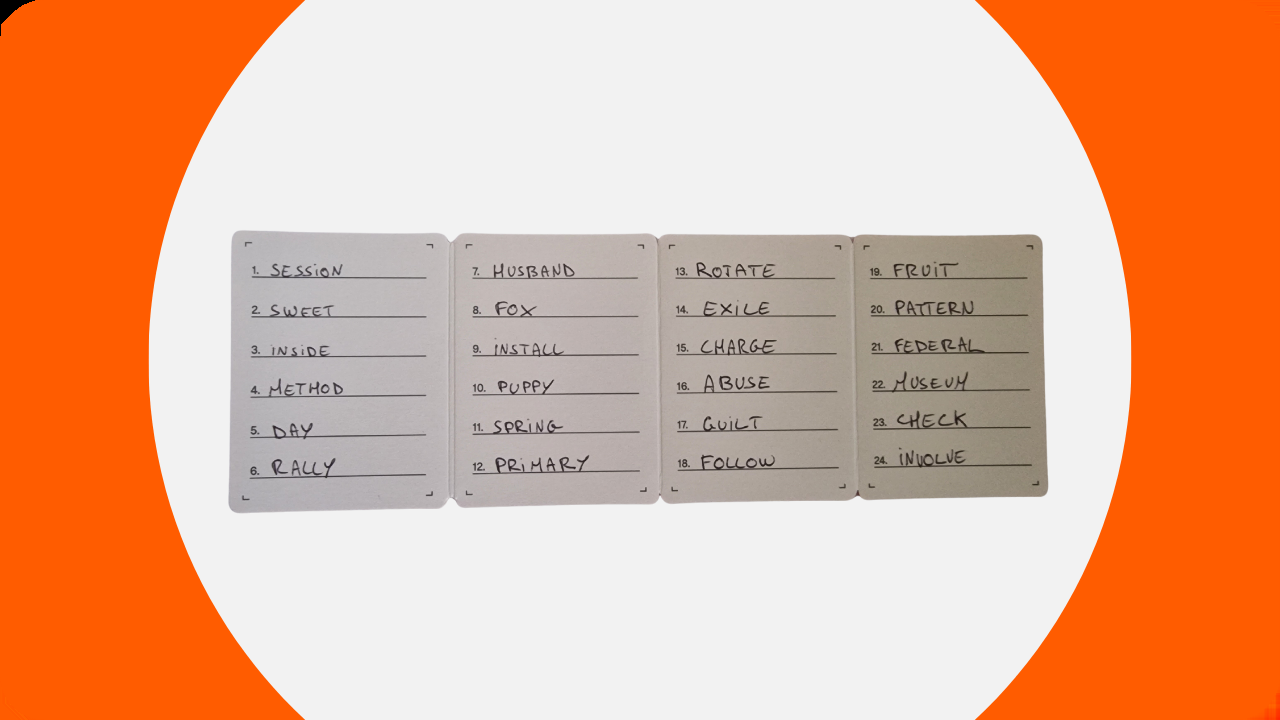 1. SESSION
2. SWEET
3. INSIDE
4. METHOD
5. DAY
6. RALLY
7. HUSBAND
8. FOX
9. INSTALL
10. PUPPY
11. SPRING
12. PRIMARY
13. ROTATE
14. EXILE
15. CHARGE
16. ABUSE
17. GUILT
18. FOLLOW
19. FRUIT
20. PATTERN
21. FEDERAL
22. MUSEUM
23. CHECK
24. INVOLVE